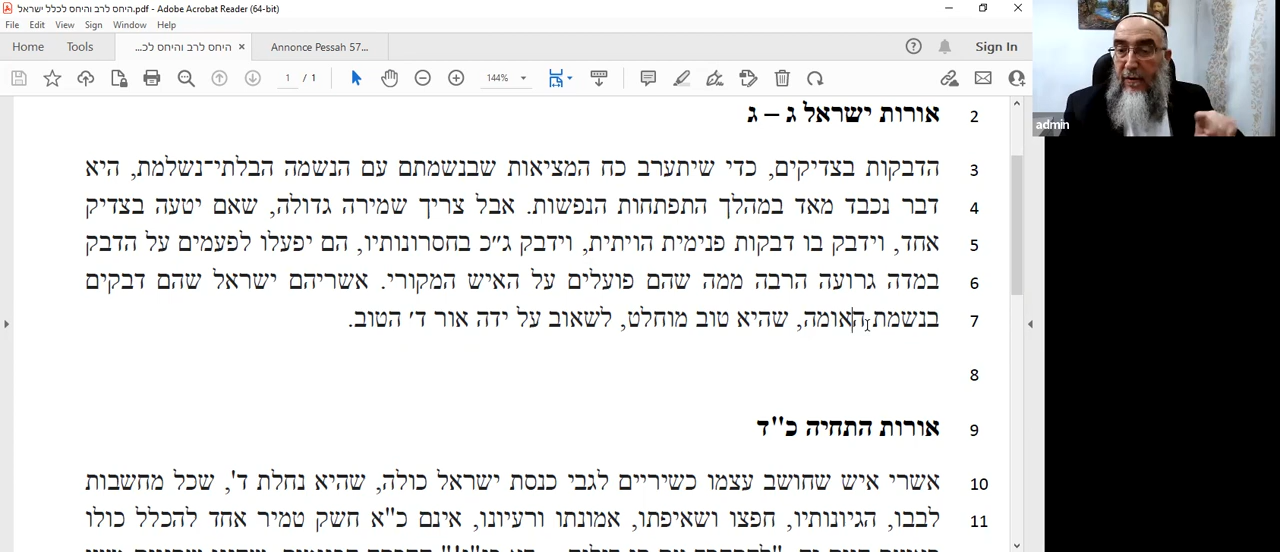 היחס לרב והיחס לכלל ישראל.pdf - Adobe Acrobat Reader (64-bit)
File Edit View Sign Window Help
Home Tools היחס לרב והיחס לכ... × Annonce Pessah 57... Sign In
1 / 1 144%
admin
2 אורות ישראל ג – ג
3 הדבקות בצדיקים, כדי שיתערב כח המציאות שבנשמתם עם הנשמה הבלתי־נשלמת, היא
4 דבר נכבד מאד במהלך התפתחות הנפשות. אבל צריך שמירה גדולה, שאם יטעה בצדיק
5 אחד, וידבק בו דבקות פנימית הויתית, וידבק ג״כ בחסרונותיו, הם יפעלו לפעמים על הדבק
6 במדה גרועה הרבה ממה שהם פועלים על האיש המקורי. אשריהם ישראל שהם דבקים
7 בנשמת האומה, שהיא טוב מוחלט, לשאוב על ידה אור ד׳ הטוב.
8
9 אורות התחיה כ"ד
10 אשרי איש שחושב עצמו כשיריים לגבי כנסת ישראל כולה, שהיא נחלת ד', שכל מחשבות
11 לבבו, הגיונותיו, חפצו ושאיפתו, אמונתו ורעיונו, אינם כ"א חשק טמיר אחד להכלל כולו